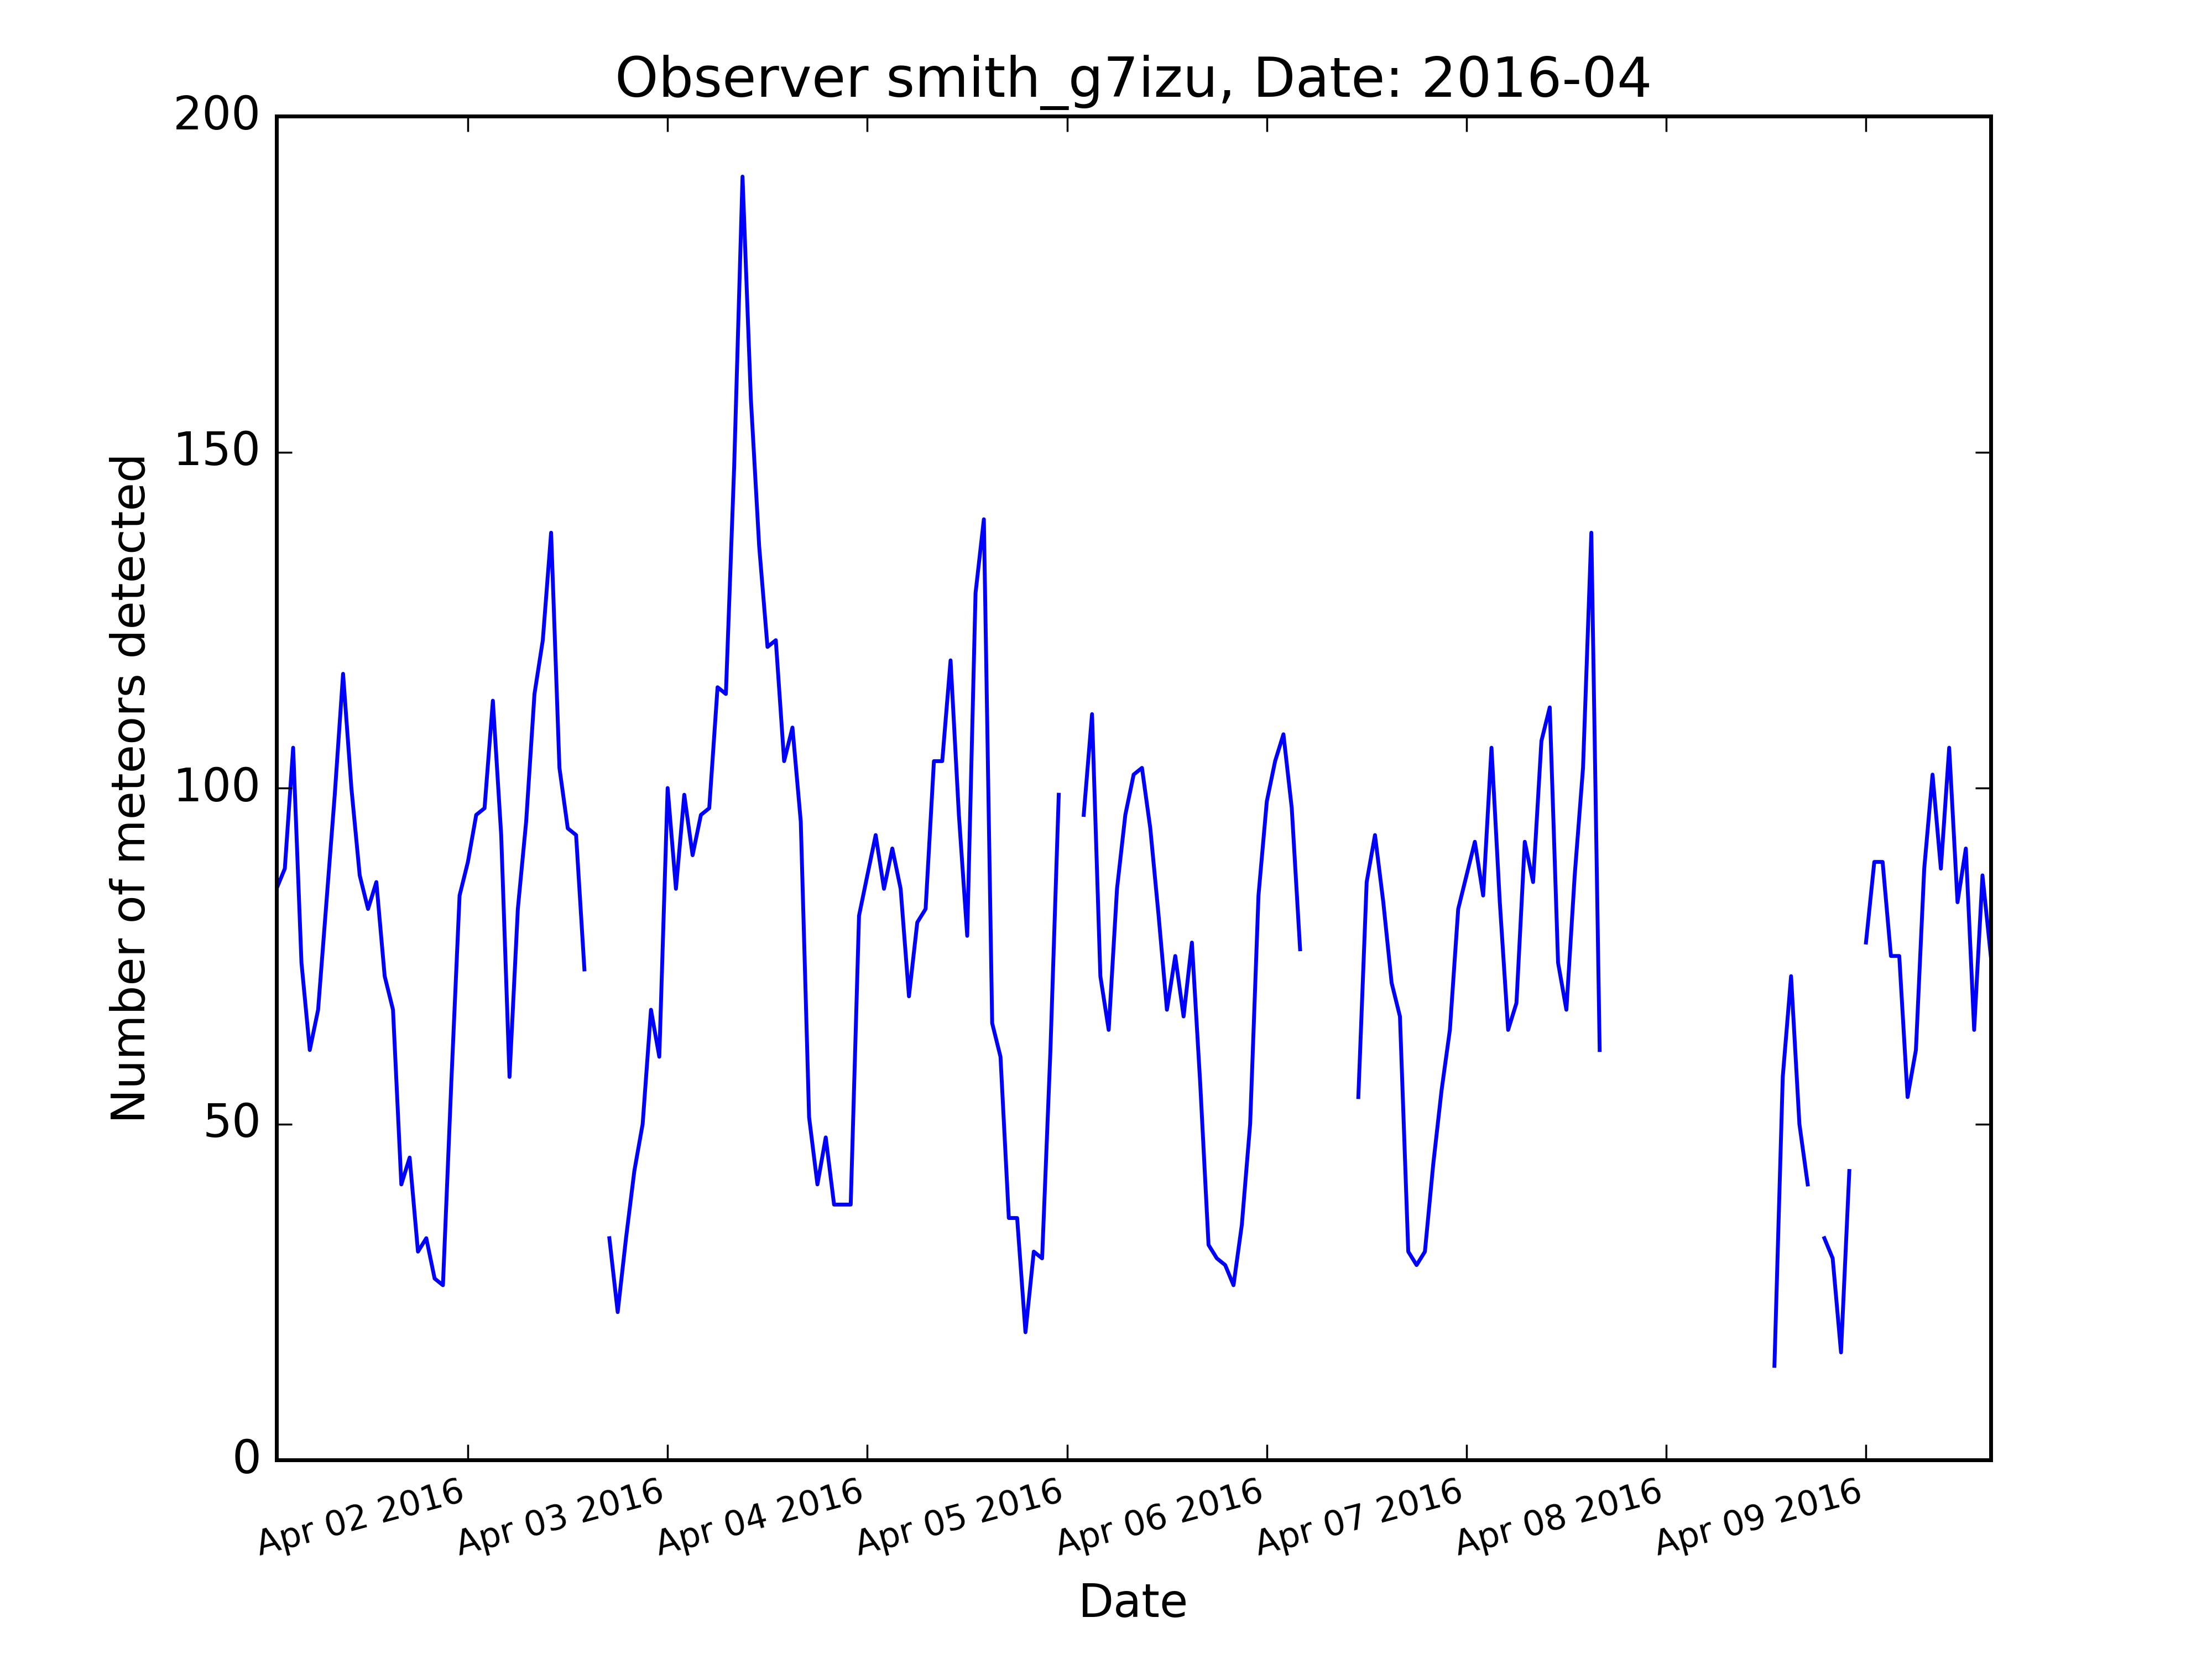 Observer smith_g7izu, Date: 2016-04
200
150
100
50
0
Number of meteors detected
Apr 02 2016
Apr 03 2016
Apr 04 2016
Apr 05 2016
Apr 06 2016
Apr 07 2016
Apr 08 2016
Apr 09 2016
Date